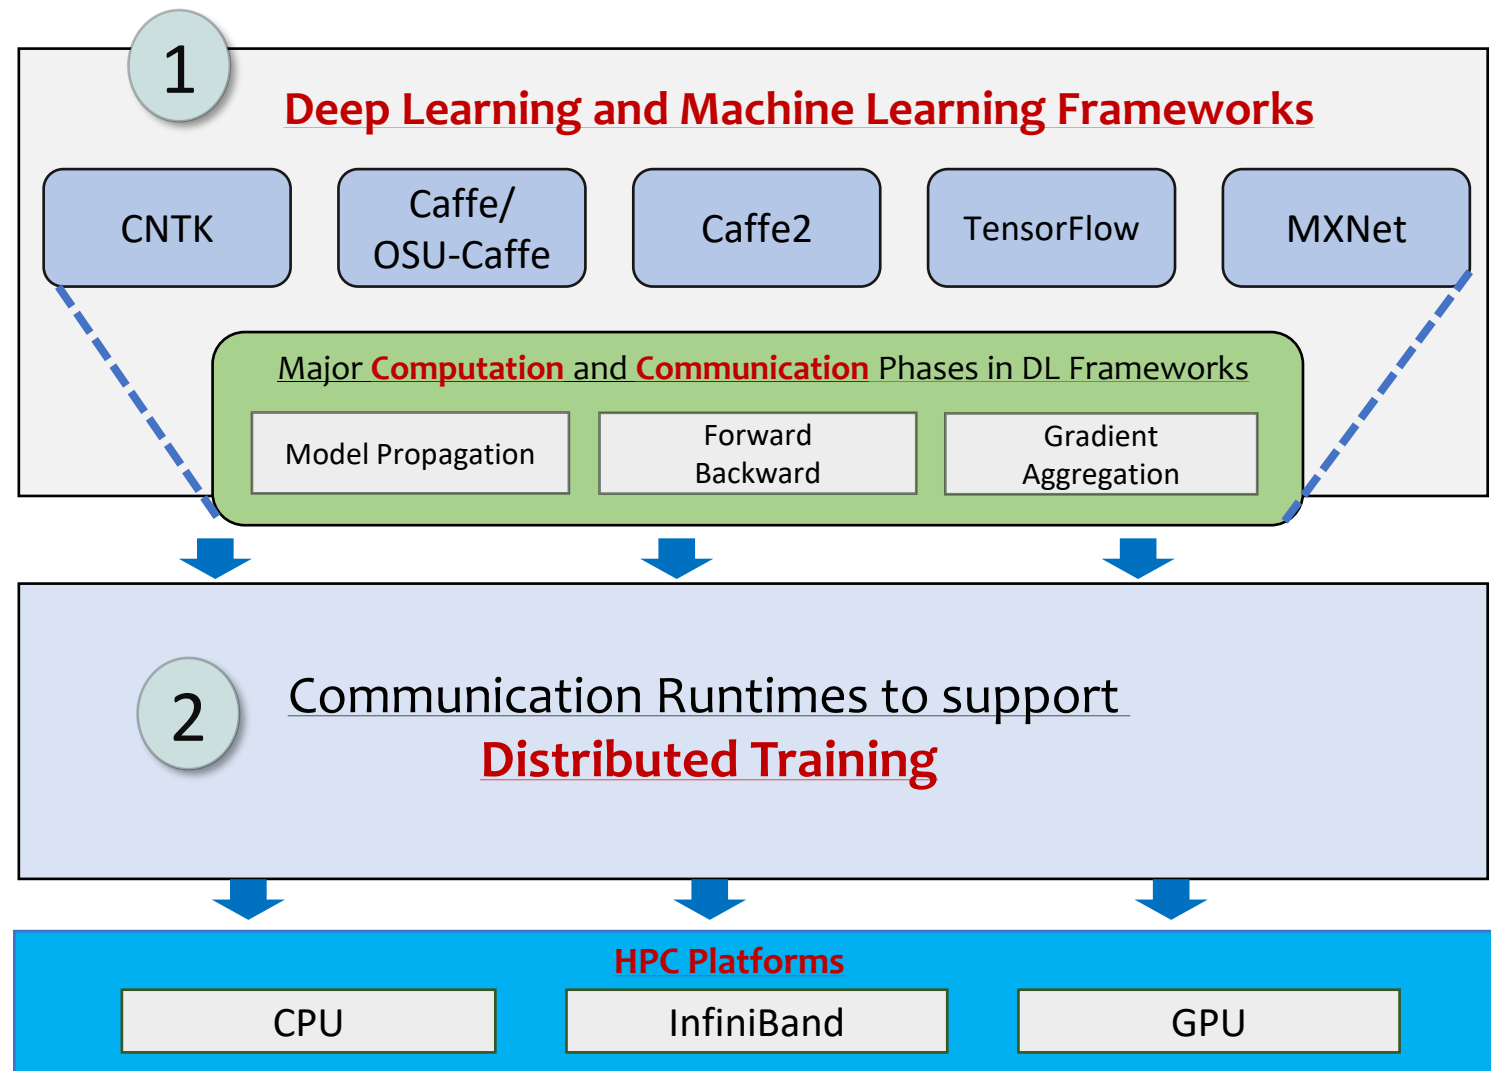 1
Deep Learning and Machine Learning Frameworks
CNTK
Caffe/
OSU-Caffe
Caffe2
TensorFlow
MXNet
Major Computation and Communication Phases in DL Frameworks
Model Propagation
Forward
Backward
Gradient
Aggregation
2
Communication Runtimes to support
Distributed Training
HPC Platforms
CPU
InfiniBand
GPU